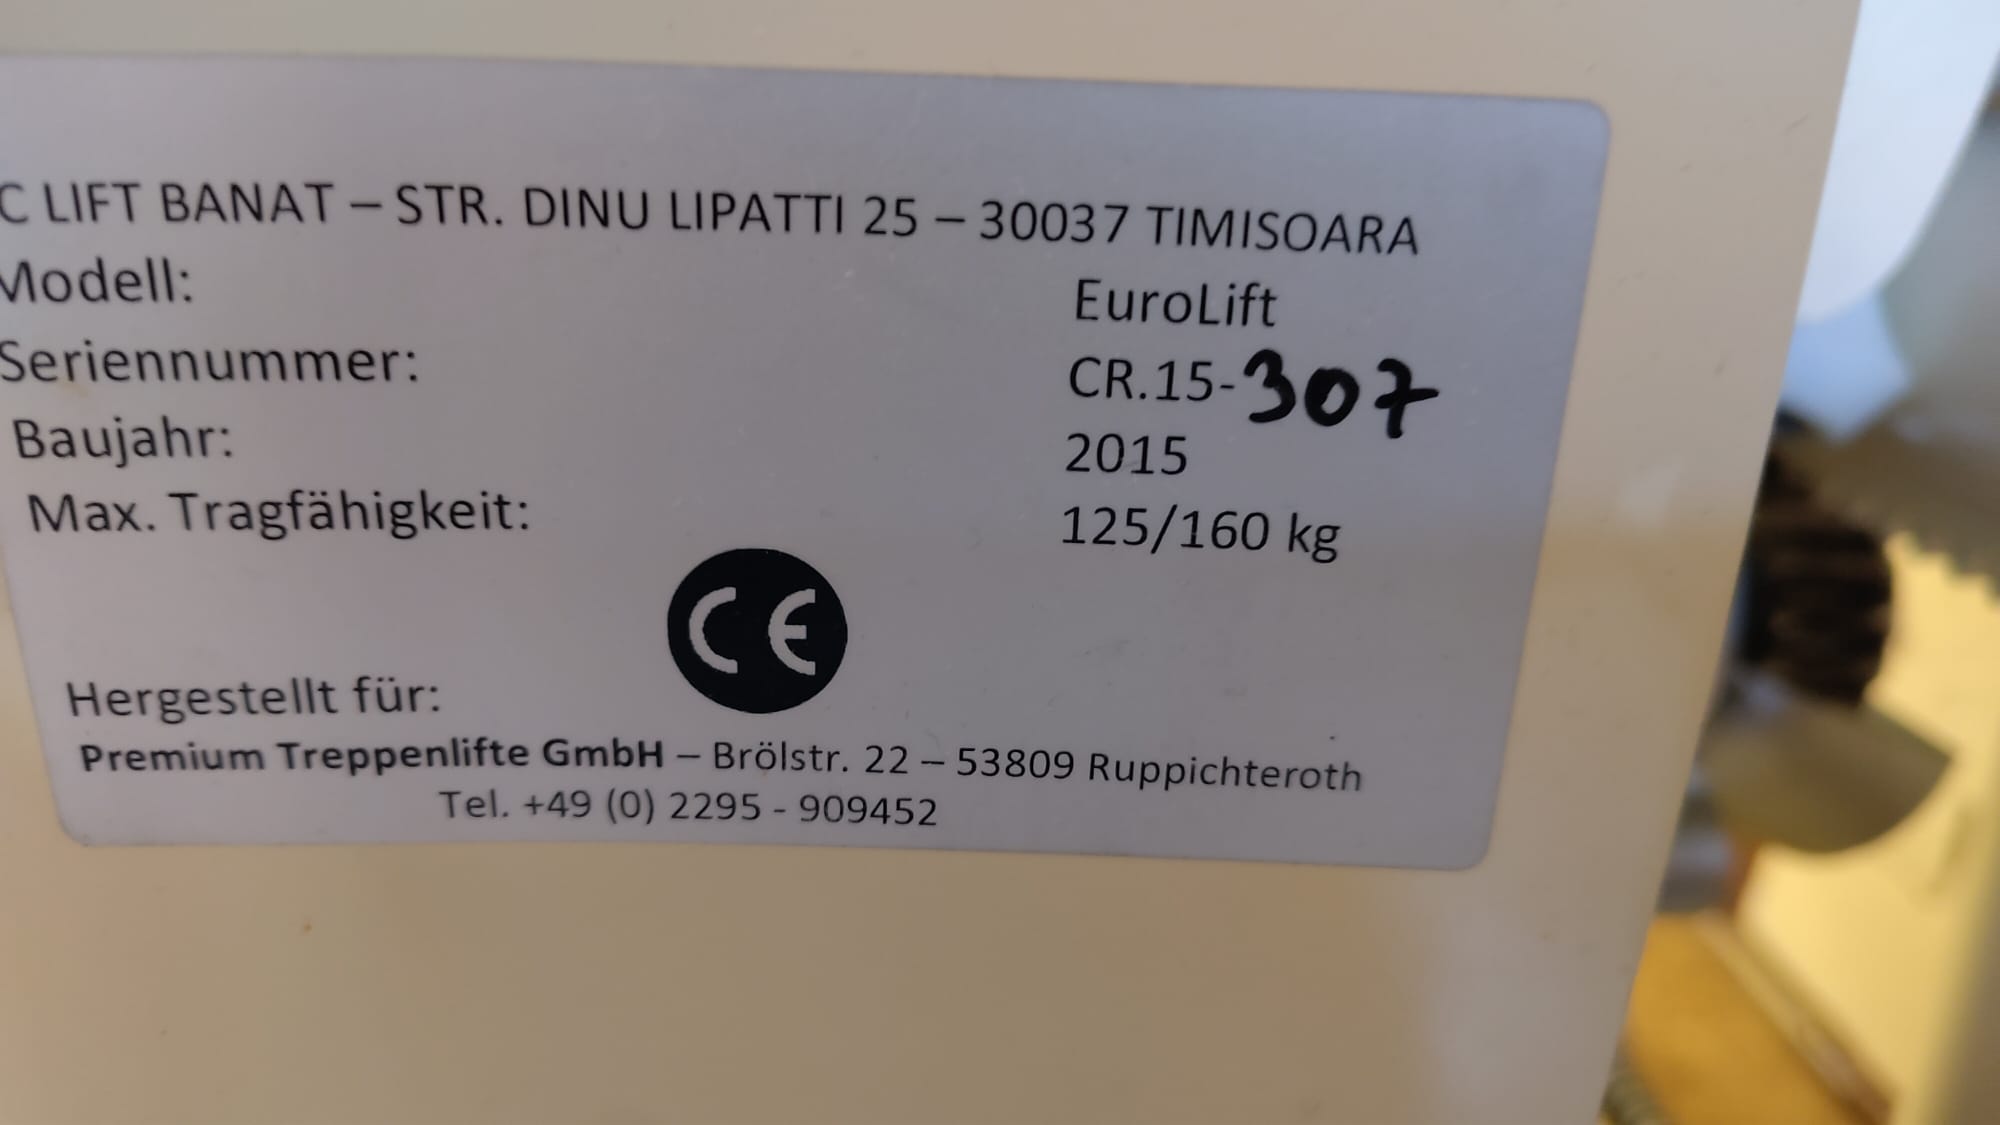 C LIFT BANAT – STR. DINU LIPATTI 25 – 30037 TIMISOARA
Modell: EuroLift
Seriennummer: CR.15-307
Baujahr: 2015
Max. Tragfähigkeit: 125/160 kg
CE
Hergestellt für:
Premium Treppenlifte GmbH – Brölstr. 22 – 53809 Ruppichteroth
Tel. +49 (0) 2295 - 909452